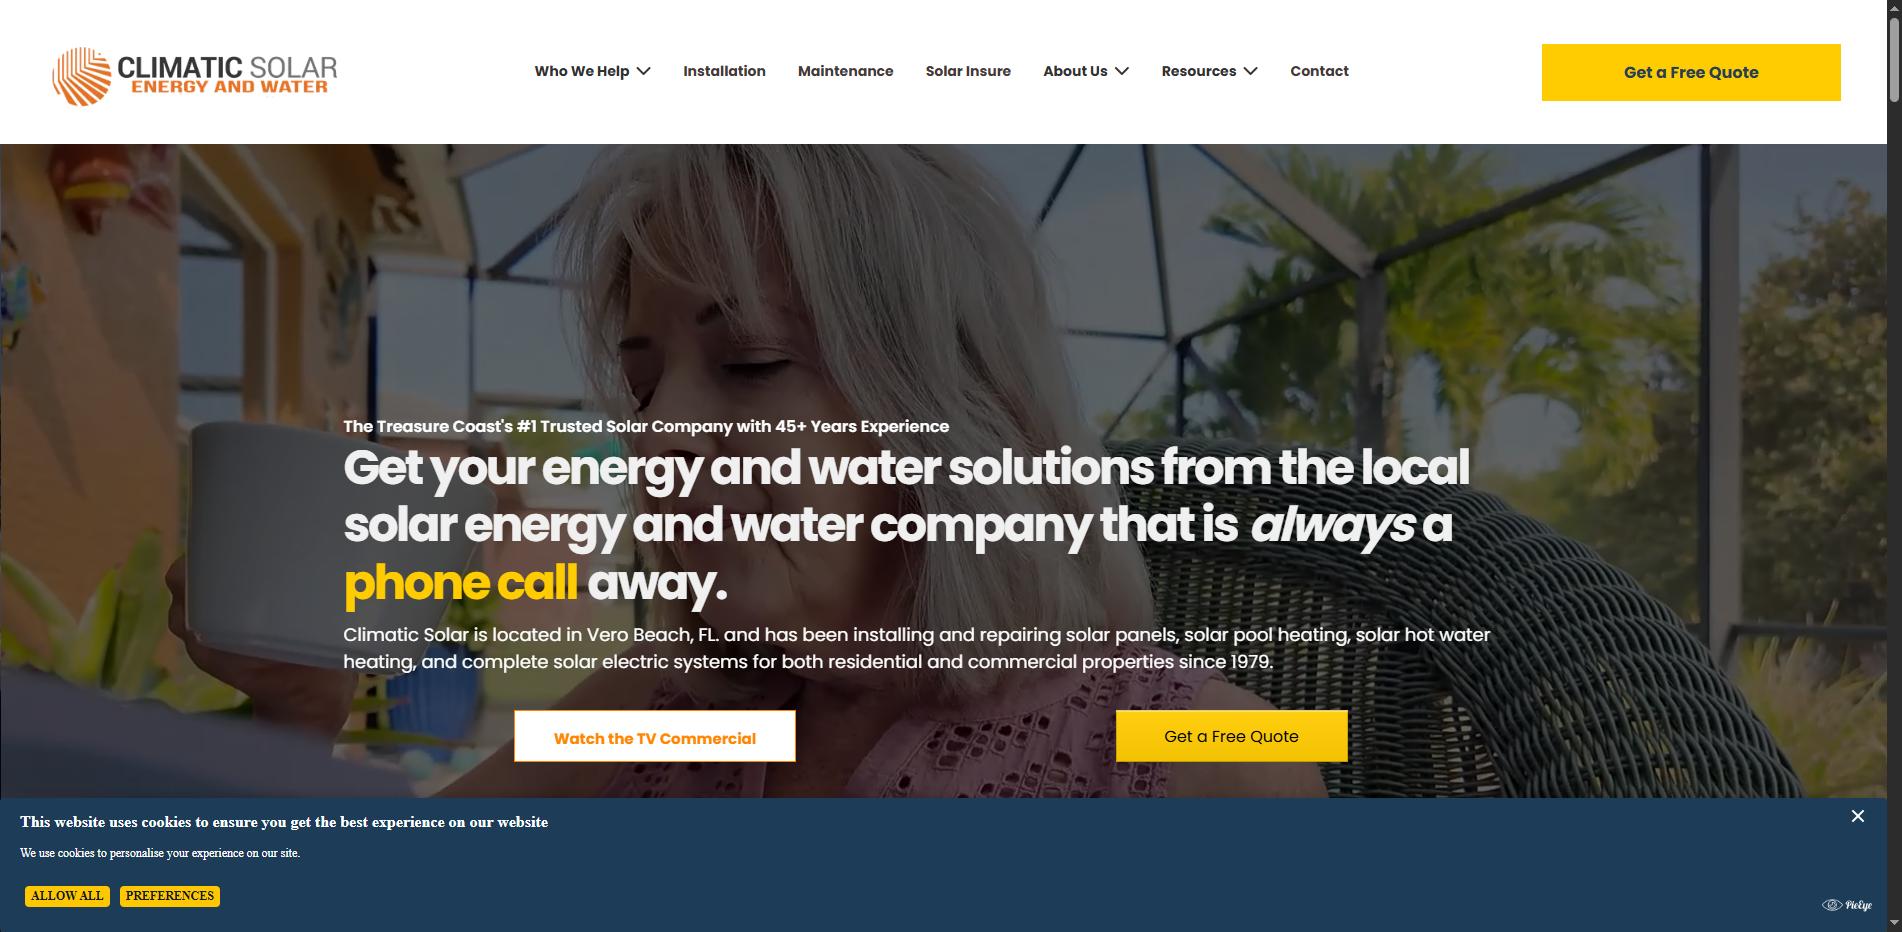 CLIMATIC SOLAR
ENERGY AND WATER
Who We Help
Installation
Maintenance
Solar Insure
About Us
Resources
Contact
Get a Free Quote
The Treasure Coast's #1 Trusted Solar Company with 45+ Years Experience
Get your energy and water solutions from the local
solar energy and water company that is always a
phone call away.
Climatic Solar is located in Vero Beach, FL. and has been installing and repairing solar panels, solar pool heating, solar hot water
heating, and complete solar electric systems for both residential and commercial properties since 1979.
Watch the TV Commercial
Get a Free Quote
This website uses cookies to ensure you get the best experience on our website
We use cookies to personalise your experience on our site.
ALLOW ALL
PREFERENCES
PieEye